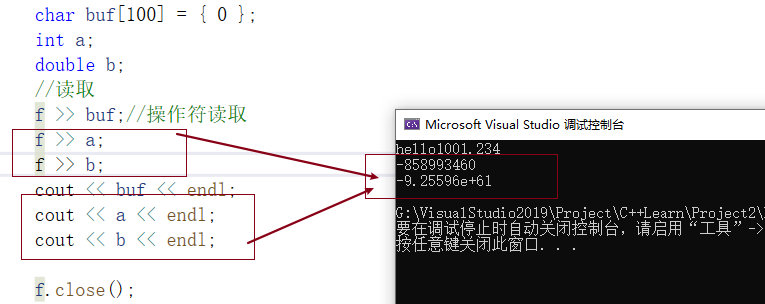 char buf[100] = { 0 };
int a;
double b;
//读取
f >> buf;//操作符读取
f >> a;
f >> b;
cout << buf << endl;
cout << a << endl;
cout << b << endl;
f.close();
Microsoft Visual Studio 调试控制台
hello1001.234
-858993460
-9.25596e+61
G:\VisualStudio2019\Project\C++Learn\Project2\
要在调试停止时自动关闭控制台，请启用“工具”->
按任意键关闭此窗口. . .